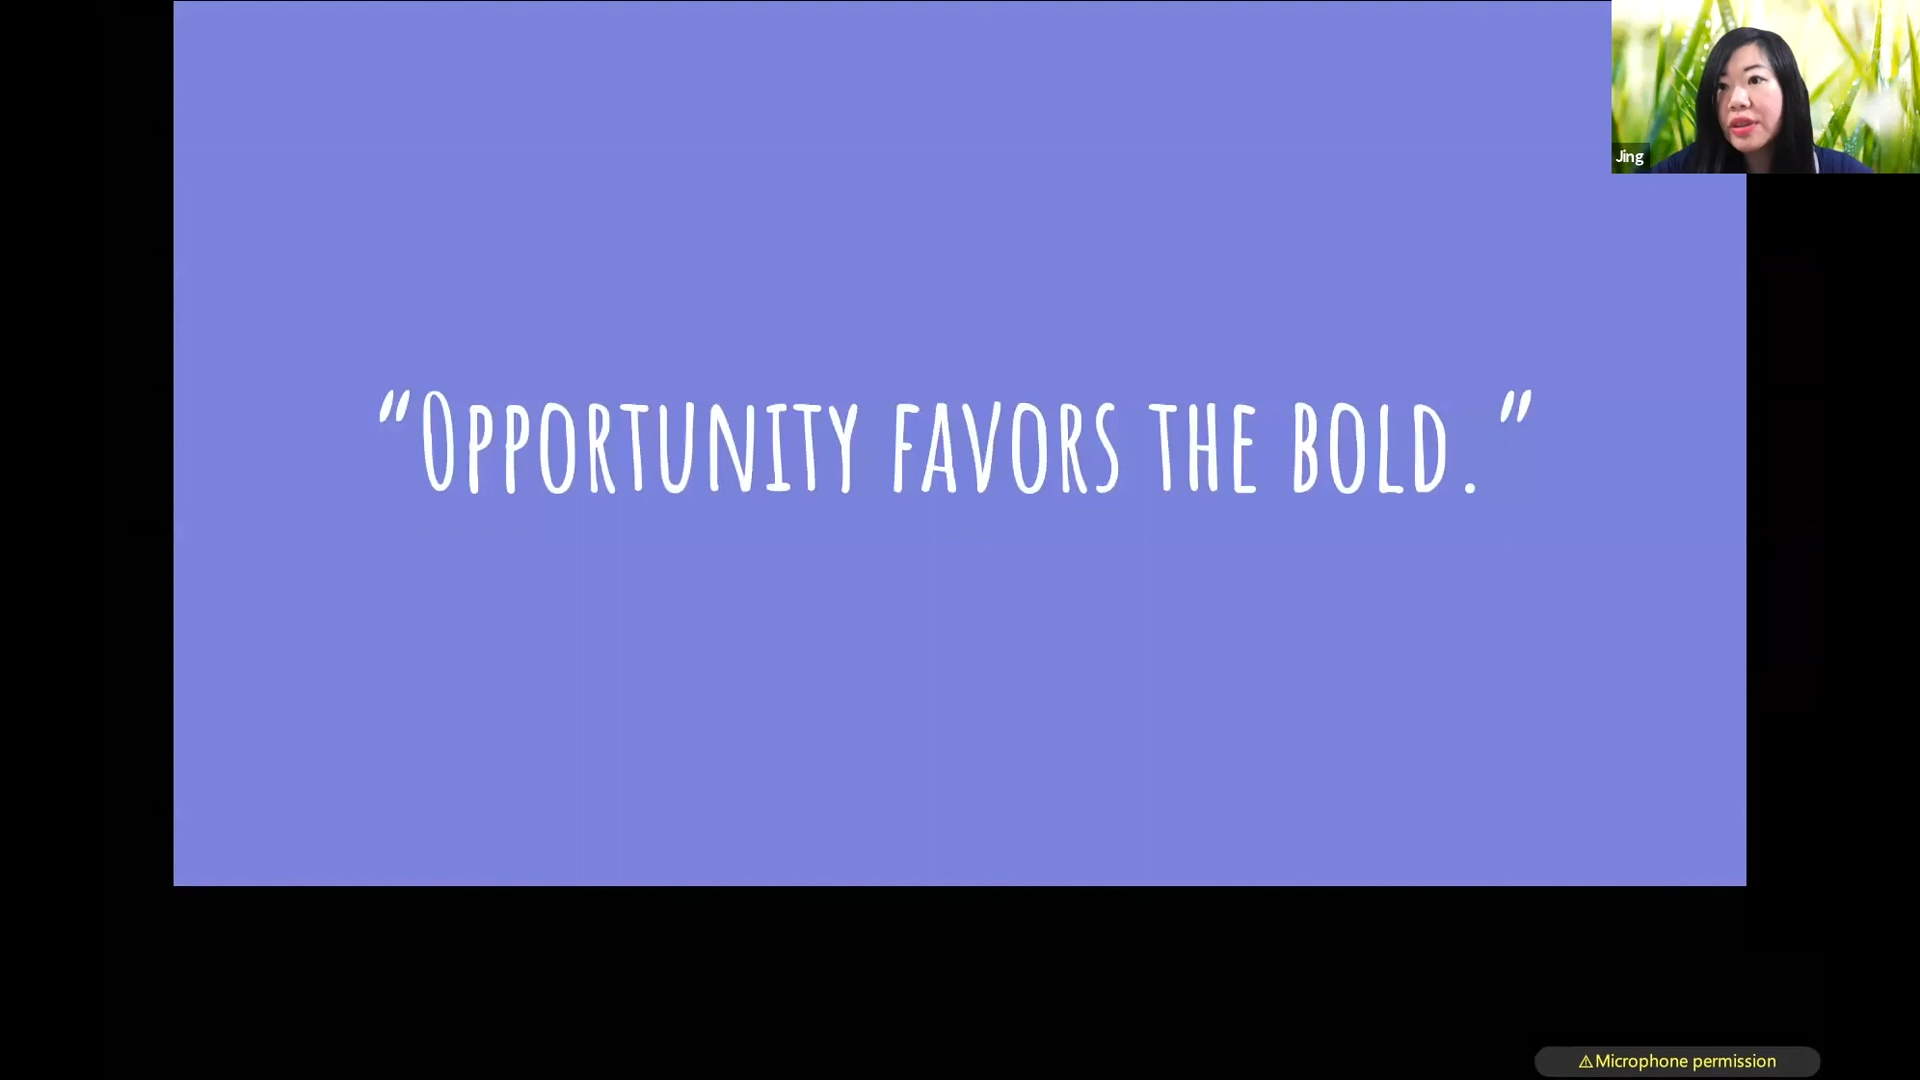 Jing
“Opportunity favors the bold.”
⚠Microphone permission